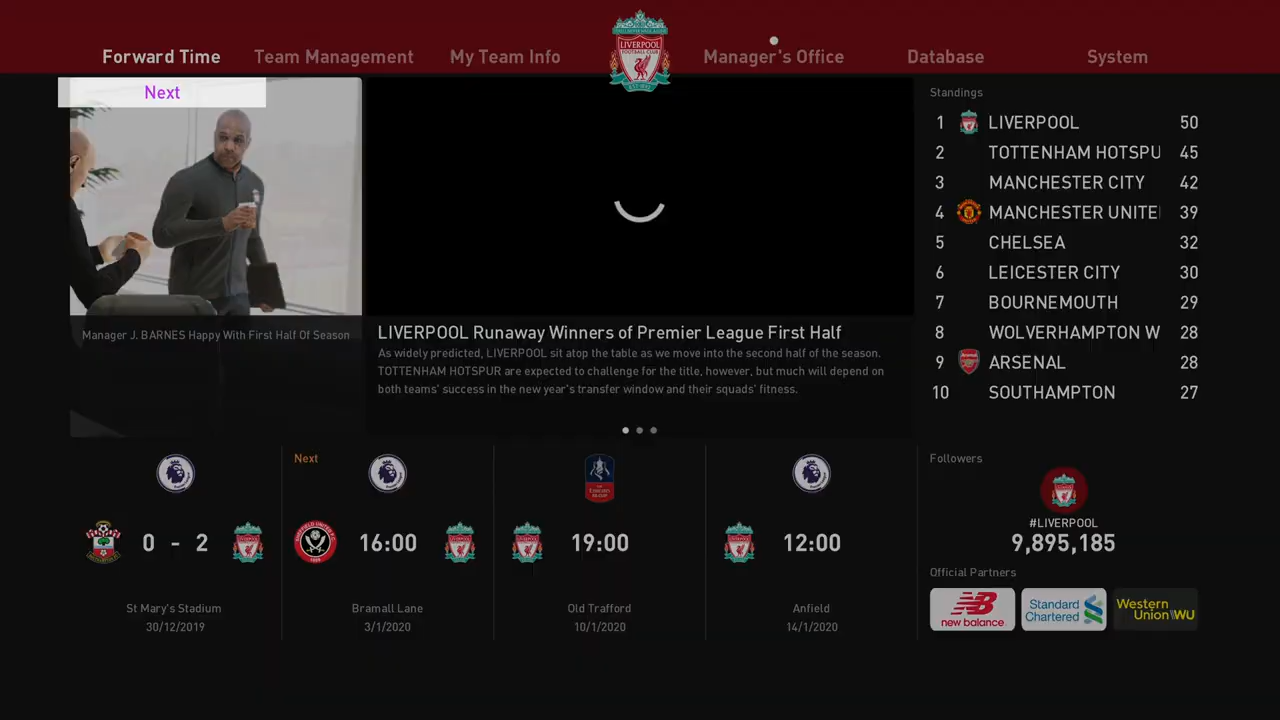 Forward Time
Team Management
My Team Info
LIVERPOOL
FOOTBALL CLUB
EST·1892
Manager's Office
Database
System
Next
Manager J. BARNES Happy With First Half Of Season
LIVERPOOL Runaway Winners of Premier League First Half
As widely predicted, LIVERPOOL sit atop the table as we move into the second half of the season.
TOTTENHAM HOTSPUR are expected to challenge for the title, however, but much will depend on
both teams' success in the new year's transfer window and their squads' fitness.
Standings
1 LIVERPOOL 50
2 TOTTENHAM HOTSPU 45
3 MANCHESTER CITY 42
4 MANCHESTER UNITE 39
5 CHELSEA 32
6 LEICESTER CITY 30
7 BOURNEMOUTH 29
8 WOLVERHAMPTON W 28
9 ARSENAL 28
10 SOUTHAMPTON 27
0 - 2
St Mary's Stadium
30/12/2019
Next
16:00
Bramall Lane
3/1/2020
19:00
Old Trafford
10/1/2020
12:00
Anfield
14/1/2020
Followers
#LIVERPOOL
9,895,185
Official Partners
new balance
Standard
Chartered
Western
Union\WU